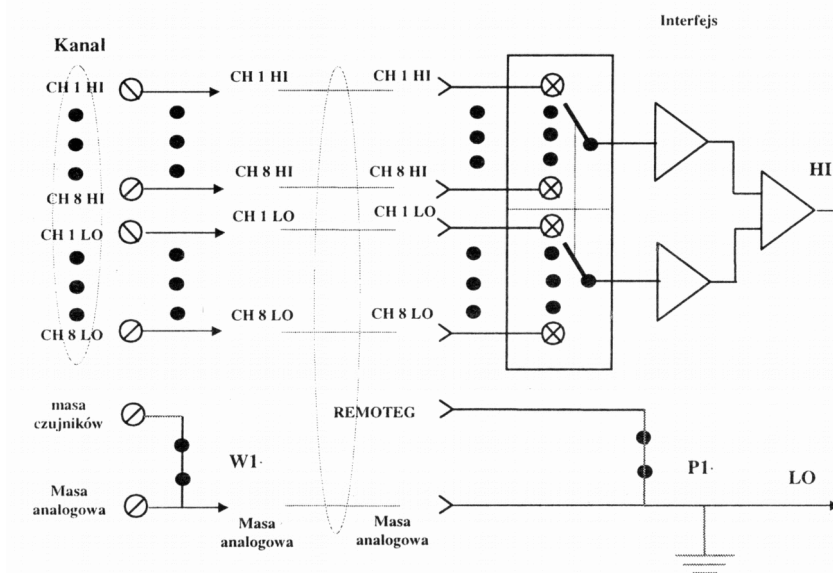 Interfejs
Kanal
CH 1 HI
CH 1 HI
CH 1 HI
CH 8 HI
CH 8 HI
CH 8 HI
HI
CH 1 LO
CH 1 LO
CH 1 LO
CH 8 LO
CH 8 LO
CH 8 LO
masa
czujników
REMOTEG
W1
P1
LO
Masa
analogowa
Masa
analogowa
Masa
analogowa